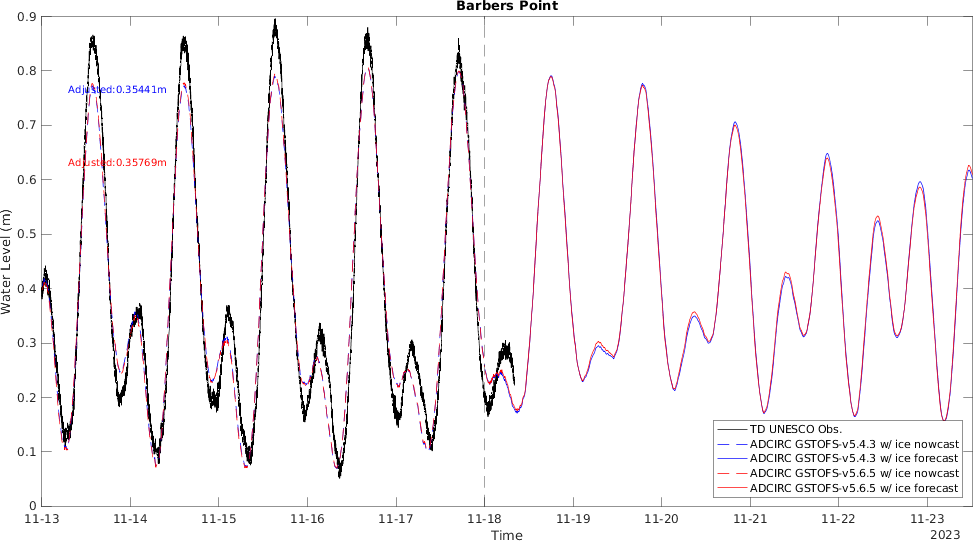 Barbers Point
Water Level (m)
0.9
0.8
0.7
0.6
0.5
0.4
0.3
0.2
0.1
0
Adjusted:0.35441m
Adjusted:0.35769m
TD UNESCO Obs.
ADCIRC GSTOFS-v5.4.3 w/ ice nowcast
ADCIRC GSTOFS-v5.4.3 w/ ice forecast
ADCIRC GSTOFS-v5.6.5 w/ ice nowcast
ADCIRC GSTOFS-v5.6.5 w/ ice forecast
11-13 11-14 11-15 11-16 11-17 11-18 11-19 11-20 11-21 11-22 11-23
Time
2023